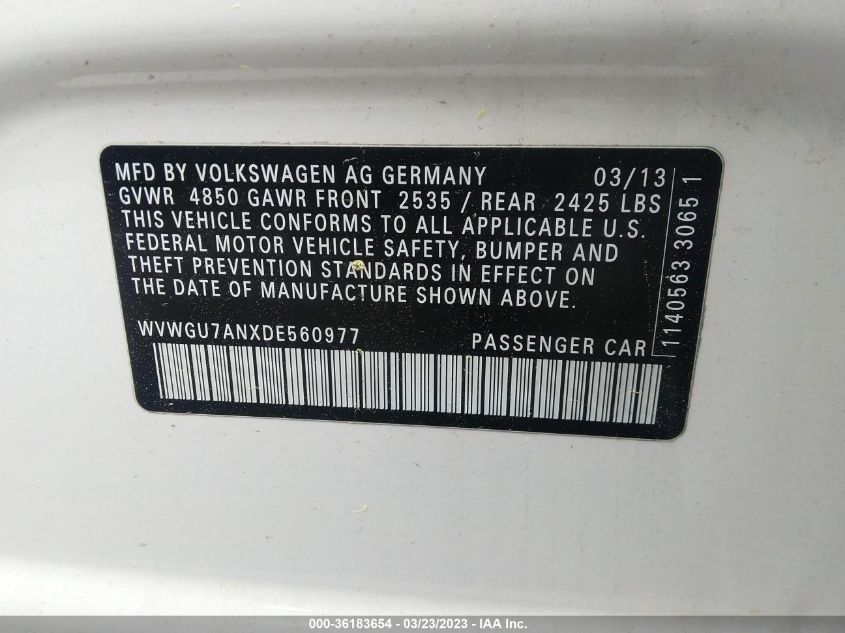 MFD BY VOLKSWAGEN AG GERMANY 03/13
GVWR 4850 GAWR FRONT 2535 / REAR 2425 LBS
THIS VEHICLE CONFORMS TO ALL APPLICABLE U.S.
FEDERAL MOTOR VEHICLE SAFETY, BUMPER AND
THEFT PREVENTION STANDARDS IN EFFECT ON
THE DATE OF MANUFACTURE SHOWN ABOVE.
WVWGU7ANXDE560977 PASSENGER CAR
1140563 3065 1
000-36183654 - 03/23/2023 - IAAI Inc.